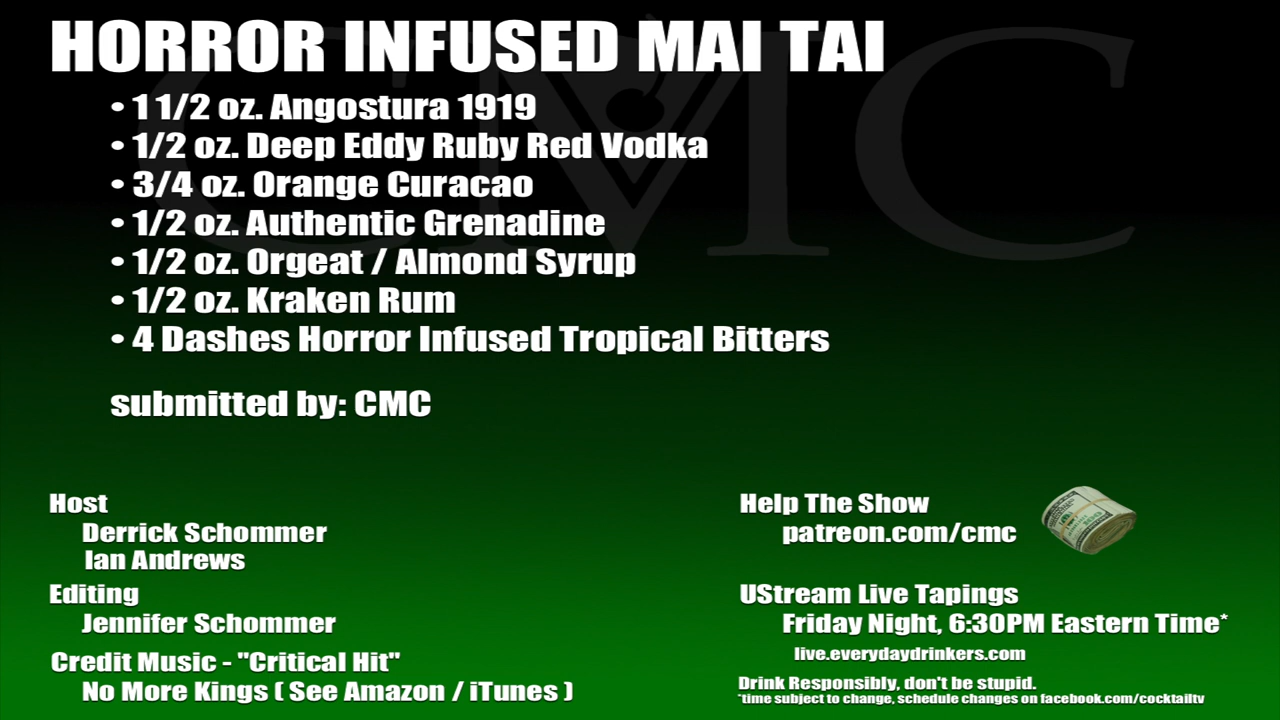 HORROR INFUSED MAI TAI
• 1 1/2 oz. Angostura 1919
• 1/2 oz. Deep Eddy Ruby Red Vodka
• 3/4 oz. Orange Curacao
• 1/2 oz. Authentic Grenadine
• 1/2 oz. Orgeat / Almond Syrup
• 1/2 oz. Kraken Rum
• 4 Dashes Horror Infused Tropical Bitters
submitted by: CMC
Host
Derrick Schommer
Ian Andrews
Editing
Jennifer Schommer
Credit Music - "Critical Hit"
No More Kings ( See Amazon / iTunes )
Help The Show
patreon.com/cmc
UStream Live Tapings
Friday Night, 6:30PM Eastern Time*
live.everydaydrinkers.com
Drink Responsibly, don't be stupid.
*time subject to change, schedule changes on facebook.com/cocktailtv
CMC